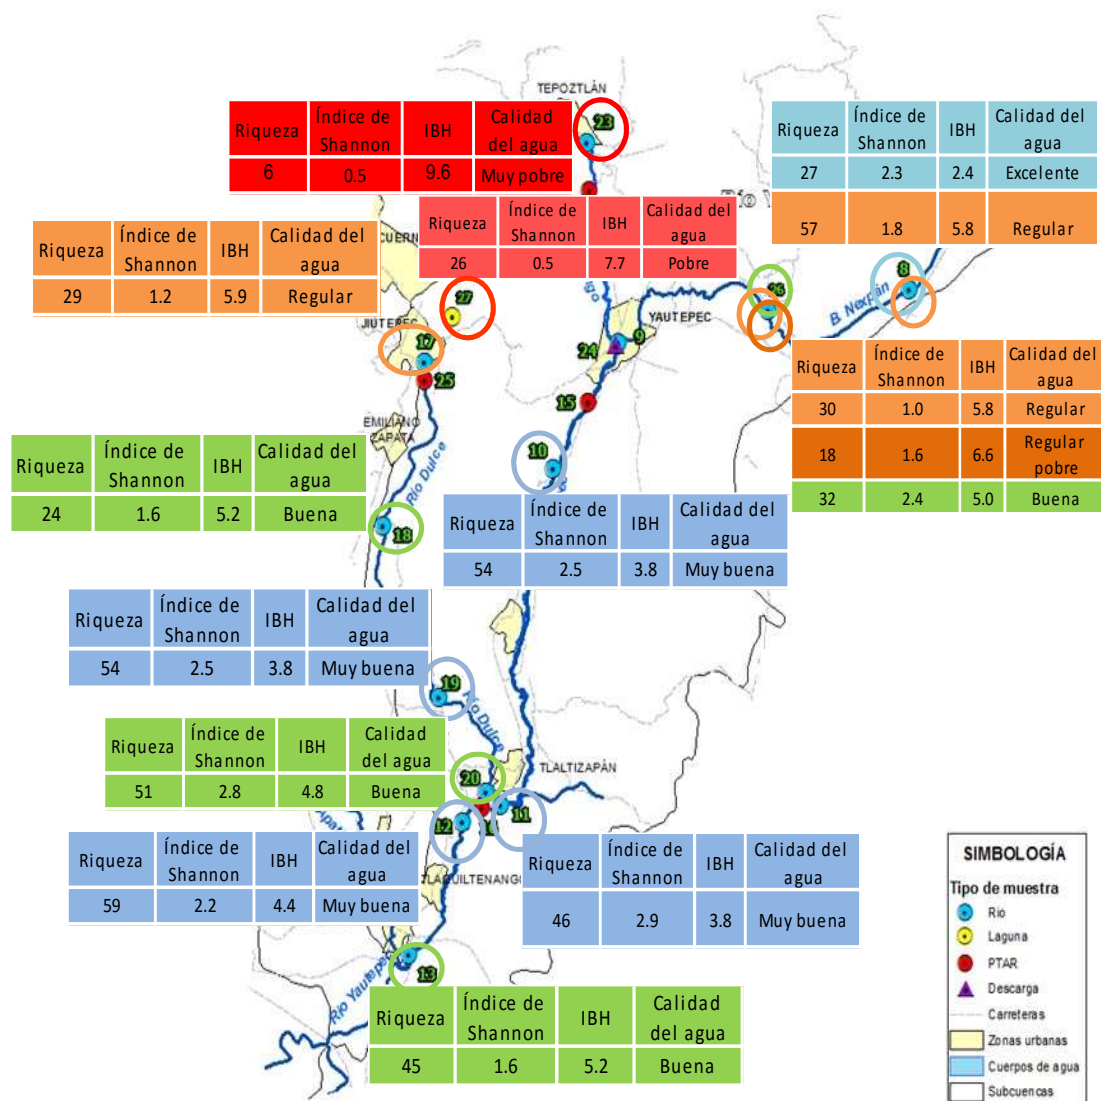 TEPOZTLÁN
23
Riqueza Índice de Shannon IBH Calidad del agua
6 0.5 9.6 Muy pobre
Riqueza Índice de Shannon IBH Calidad del agua
27 2.3 2.4 Excelente
57 1.8 5.8 Regular
Riqueza Índice de Shannon IBH Calidad del agua
26 0.5 7.7 Pobre
Riqueza Índice de Shannon IBH Calidad del agua
29 1.2 5.9 Regular
CUERN
27
8
B. Nexpán
JIUTEPEC
17
YAUTEPEC
9
24
25
15
Riqueza Índice de Shannon IBH Calidad del agua
30 1.0 5.8 Regular
18 1.6 6.6 Regular pobre
32 2.4 5.0 Buena
EMILIANO
ZAPATA
Río Dulce
10
Riqueza Índice de Shannon IBH Calidad del agua
24 1.6 5.2 Buena
18
Riqueza Índice de Shannon IBH Calidad del agua
54 2.5 3.8 Muy buena
Riqueza Índice de Shannon IBH Calidad del agua
54 2.5 3.8 Muy buena
19
Río Dulce
Riqueza Índice de Shannon IBH Calidad del agua
51 2.8 4.8 Buena
TLALTIZAPÁN
20
11
12
Riqueza Índice de Shannon IBH Calidad del agua
59 2.2 4.4 Muy buena
TLAQUILTENANGO
Riqueza Índice de Shannon IBH Calidad del agua
46 2.9 3.8 Muy buena
13
Río Yautepec
Riqueza Índice de Shannon IBH Calidad del agua
45 1.6 5.2 Buena
SIMBOLOGÍA
Tipo de muestra
Rio
Laguna
PTAR
Descarga
Carreteras
Zonas urbanas
Cuerpos de agua
Subcuencas